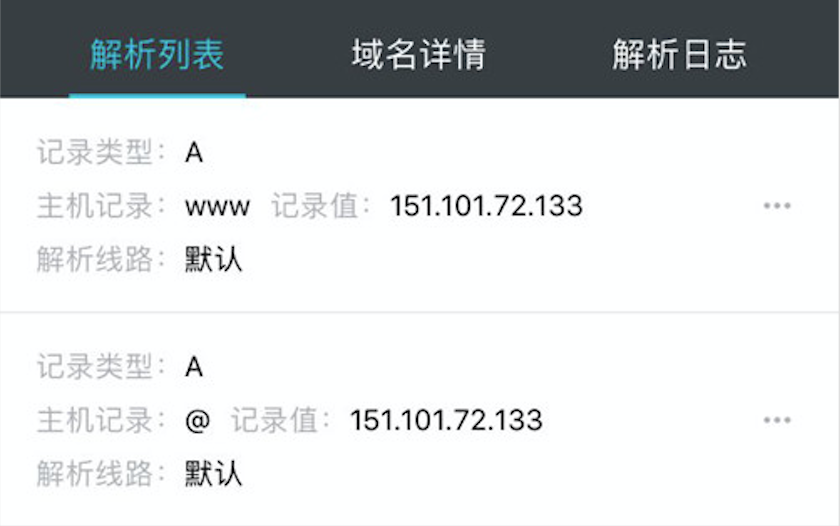 解析列表 域名详情 解析日志
记录类型： A
主机记录： www 记录值： 151.101.72.133
解析线路： 默认
记录类型： A
主机记录： @ 记录值： 151.101.72.133
解析线路： 默认